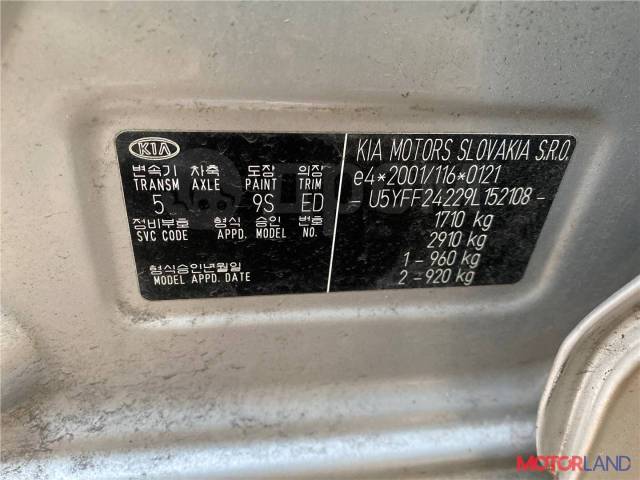 KIA
변속기 차축 도장 의장
TRANSM AXLE PAINT TRIM
5 9S ED
정비부호 형식 승인 번호
SVC CODE APPD. MODEL NO.
형식승인년월일
MODEL APPD. DATE
KIA MOTORS SLOVAKIA S.R.O.
e4*2001/116*0121
- U5YFF24229L152108 -
1710 kg
2910 kg
1 - 960 kg
2 - 920 kg
MOTORLAND